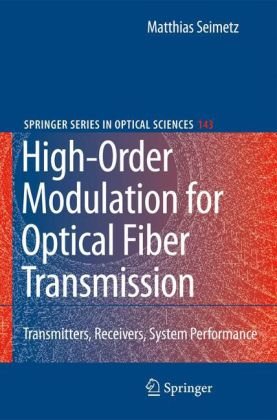 Matthias Seimetz
SPRINGER SERIES IN OPTICAL SCIENCES 143
High-Order
Modulation for
Optical Fiber
Transmission
Transmitters, Receivers, System Performance
Springer